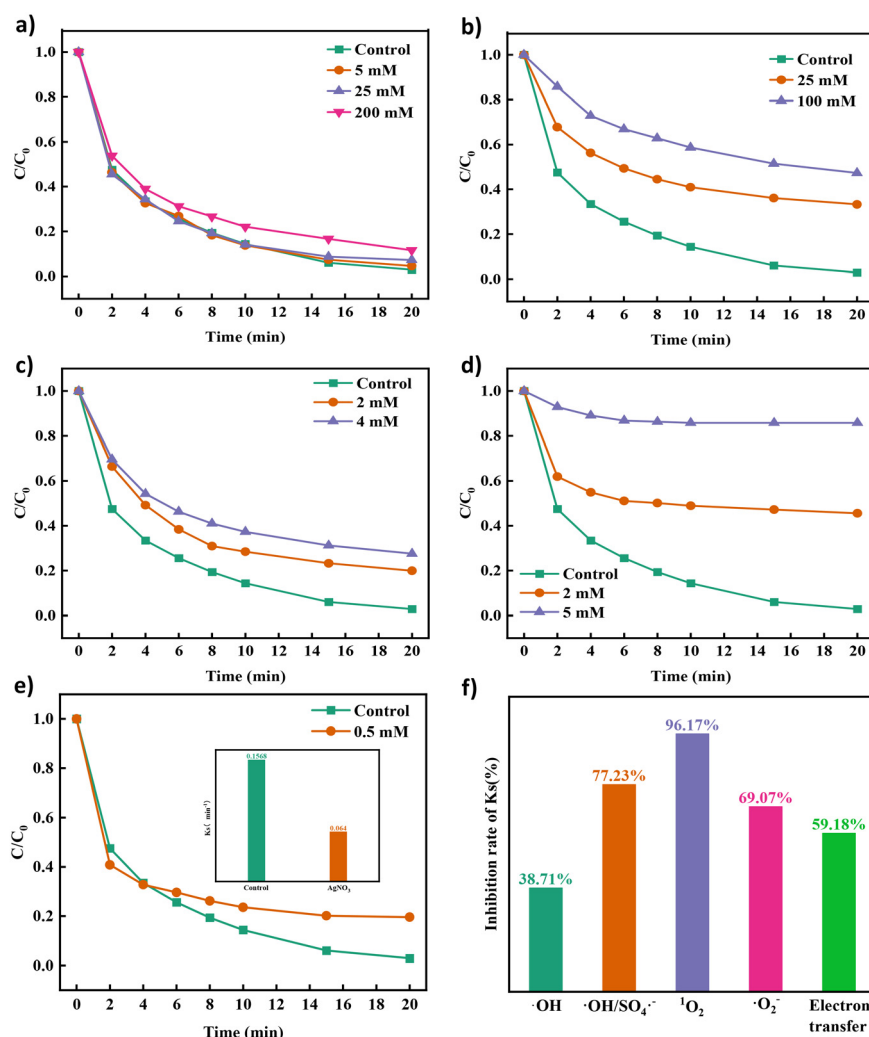 a)
Control
5 mM
25 mM
200 mM
C/C₀
1.0
0.8
0.6
0.4
0.2
0.0
0 2 4 6 8 10 12 14 16 18 20
Time (min)
b)
Control
25 mM
100 mM
C/C₀
1.0
0.8
0.6
0.4
0.2
0.0
0 2 4 6 8 10 12 14 16 18 20
Time (min)
c)
Control
2 mM
4 mM
C/C₀
1.0
0.8
0.6
0.4
0.2
0.0
0 2 4 6 8 10 12 14 16 18 20
Time (min)
d)
Control
2 mM
5 mM
C/C₀
1.0
0.8
0.6
0.4
0.2
0.0
0 2 4 6 8 10 12 14 16 18 20
Time (min)
e)
Control
0.5 mM
C/C₀
1.0
0.8
0.6
0.4
0.2
0.0
0 2 4 6 8 10 12 14 16 18 20
Time (min)
Ks( min⁻¹)
0.1568
0.064
Control AgNO₃
f)
Inhibition rate of Ks(%)
38.71%
77.23%
96.17%
69.07%
59.18%
·OH ·OH/SO₄·⁻ ¹O₂ ·O₂⁻ Electron
transfer